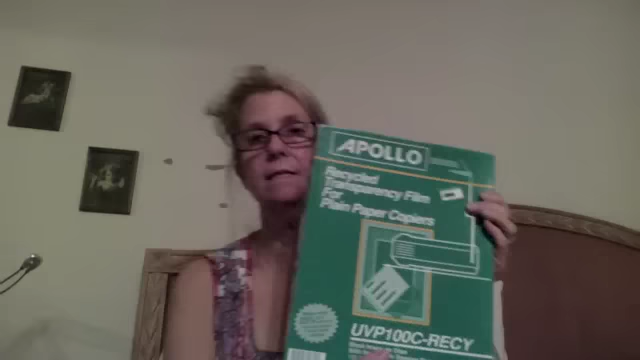 APOLLO
Recycled
Transparency Film
For
Plain Paper Copiers
UVP100C-RECY